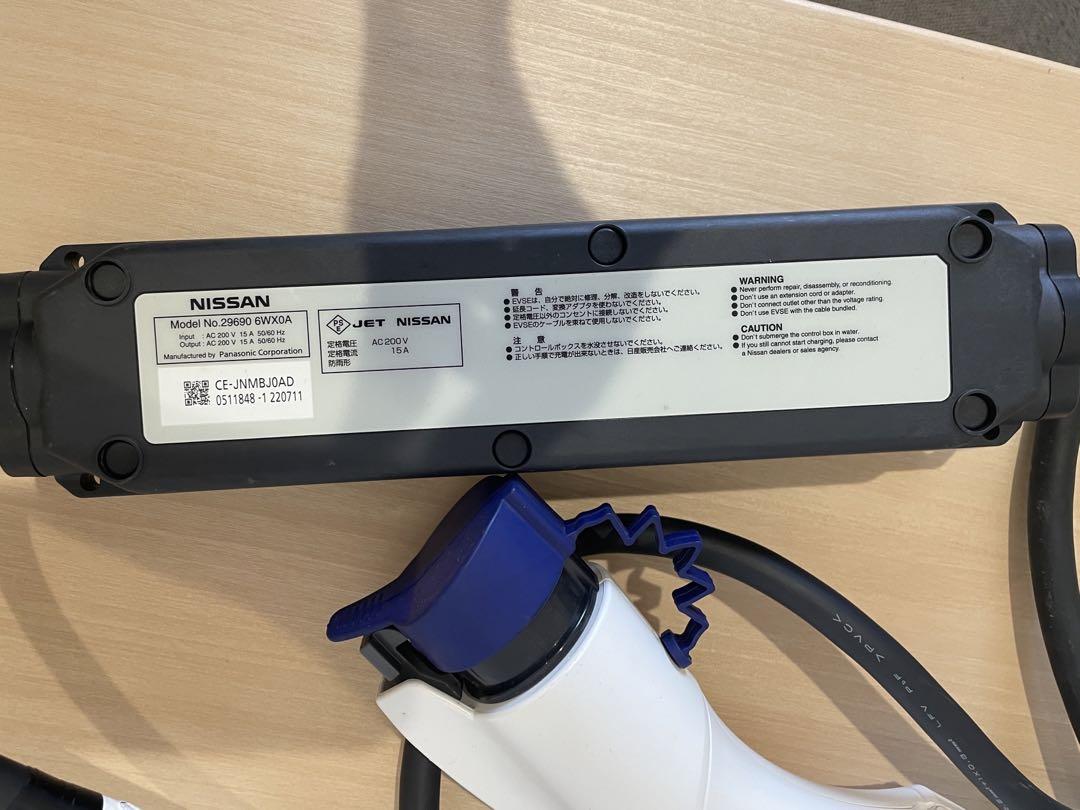 NISSAN
Model No.29690 6WX0A
Input : AC 200 V 15 A 50/60 Hz
Output : AC 200 V 15 A 50/60 Hz
Manufactured by Panasonic Corporation
CE-JNMBJ0AD
0511848 -1 220711
PS
E
JET NISSAN
定格電圧 AC200V
定格電流 15A
防雨形
警 告
● EVSEは、自分で絶対に修理、分解、改造をしないでください。
● 延長コード、変換アダプタを使わないでください。
● 定格電圧以外のコンセントに接続しないでください。
● EVSEのケーブルを束ねて使用しないでください。
注 意
● コントロールボックスを水没させないでください。
● 正しい手順で充電が出来ないときは、日産販売会社へご連絡ください。
WARNING
● Never perform repair, disassembly, or reconditioning.
● Don't use an extension cord or adapter.
● Don't connect outlet other than the voltage rating.
● Don't use EVSE with the cable bundled.
CAUTION
● Don't submerge the control box in water.
● If you still cannot start charging, please contact
a Nissan dealers or sales agency.
>PVC<
LFV